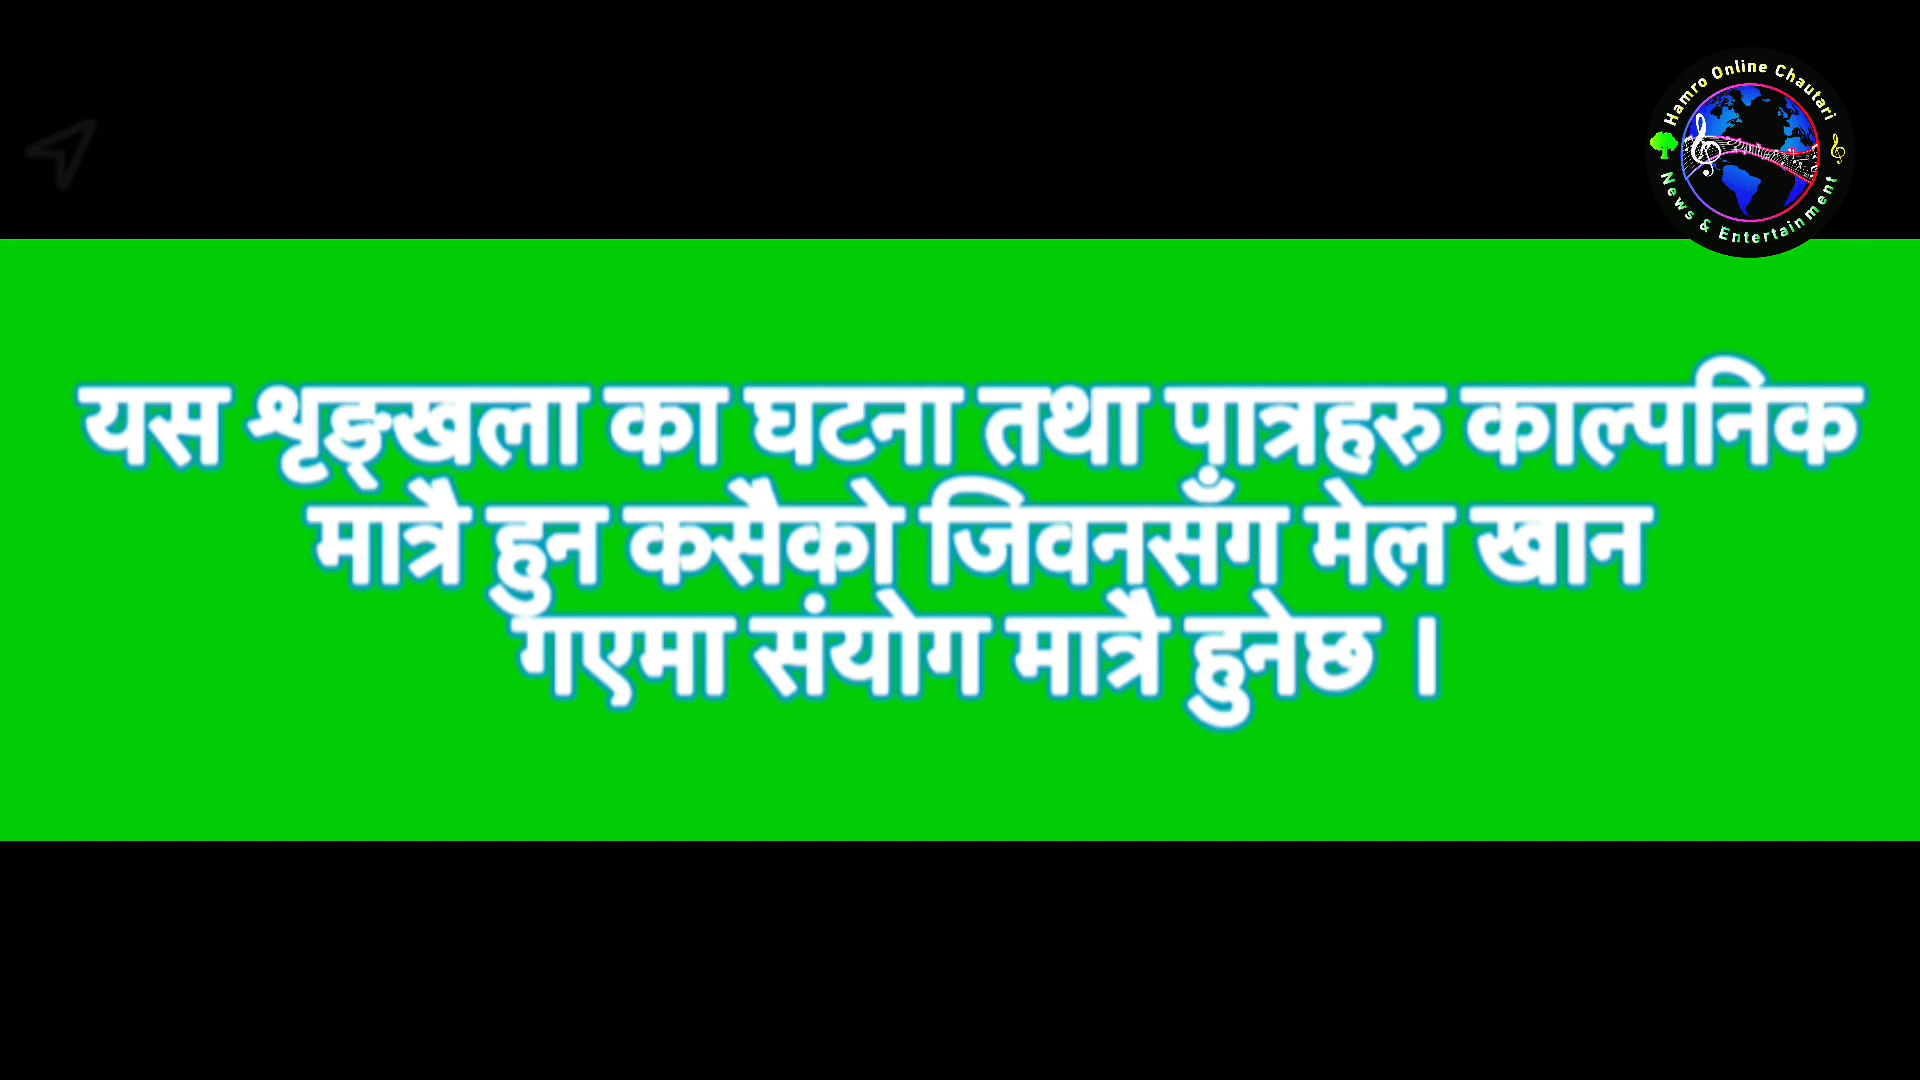 Hamro Online Chautari
News & Entertainment
यस श्रृङ्खला का घटना तथा पात्रहरु काल्पनिक
मात्रै हुन कसैको जिवनसँग मेल खान
गएमा संयोग मात्रै हुनेछ ।